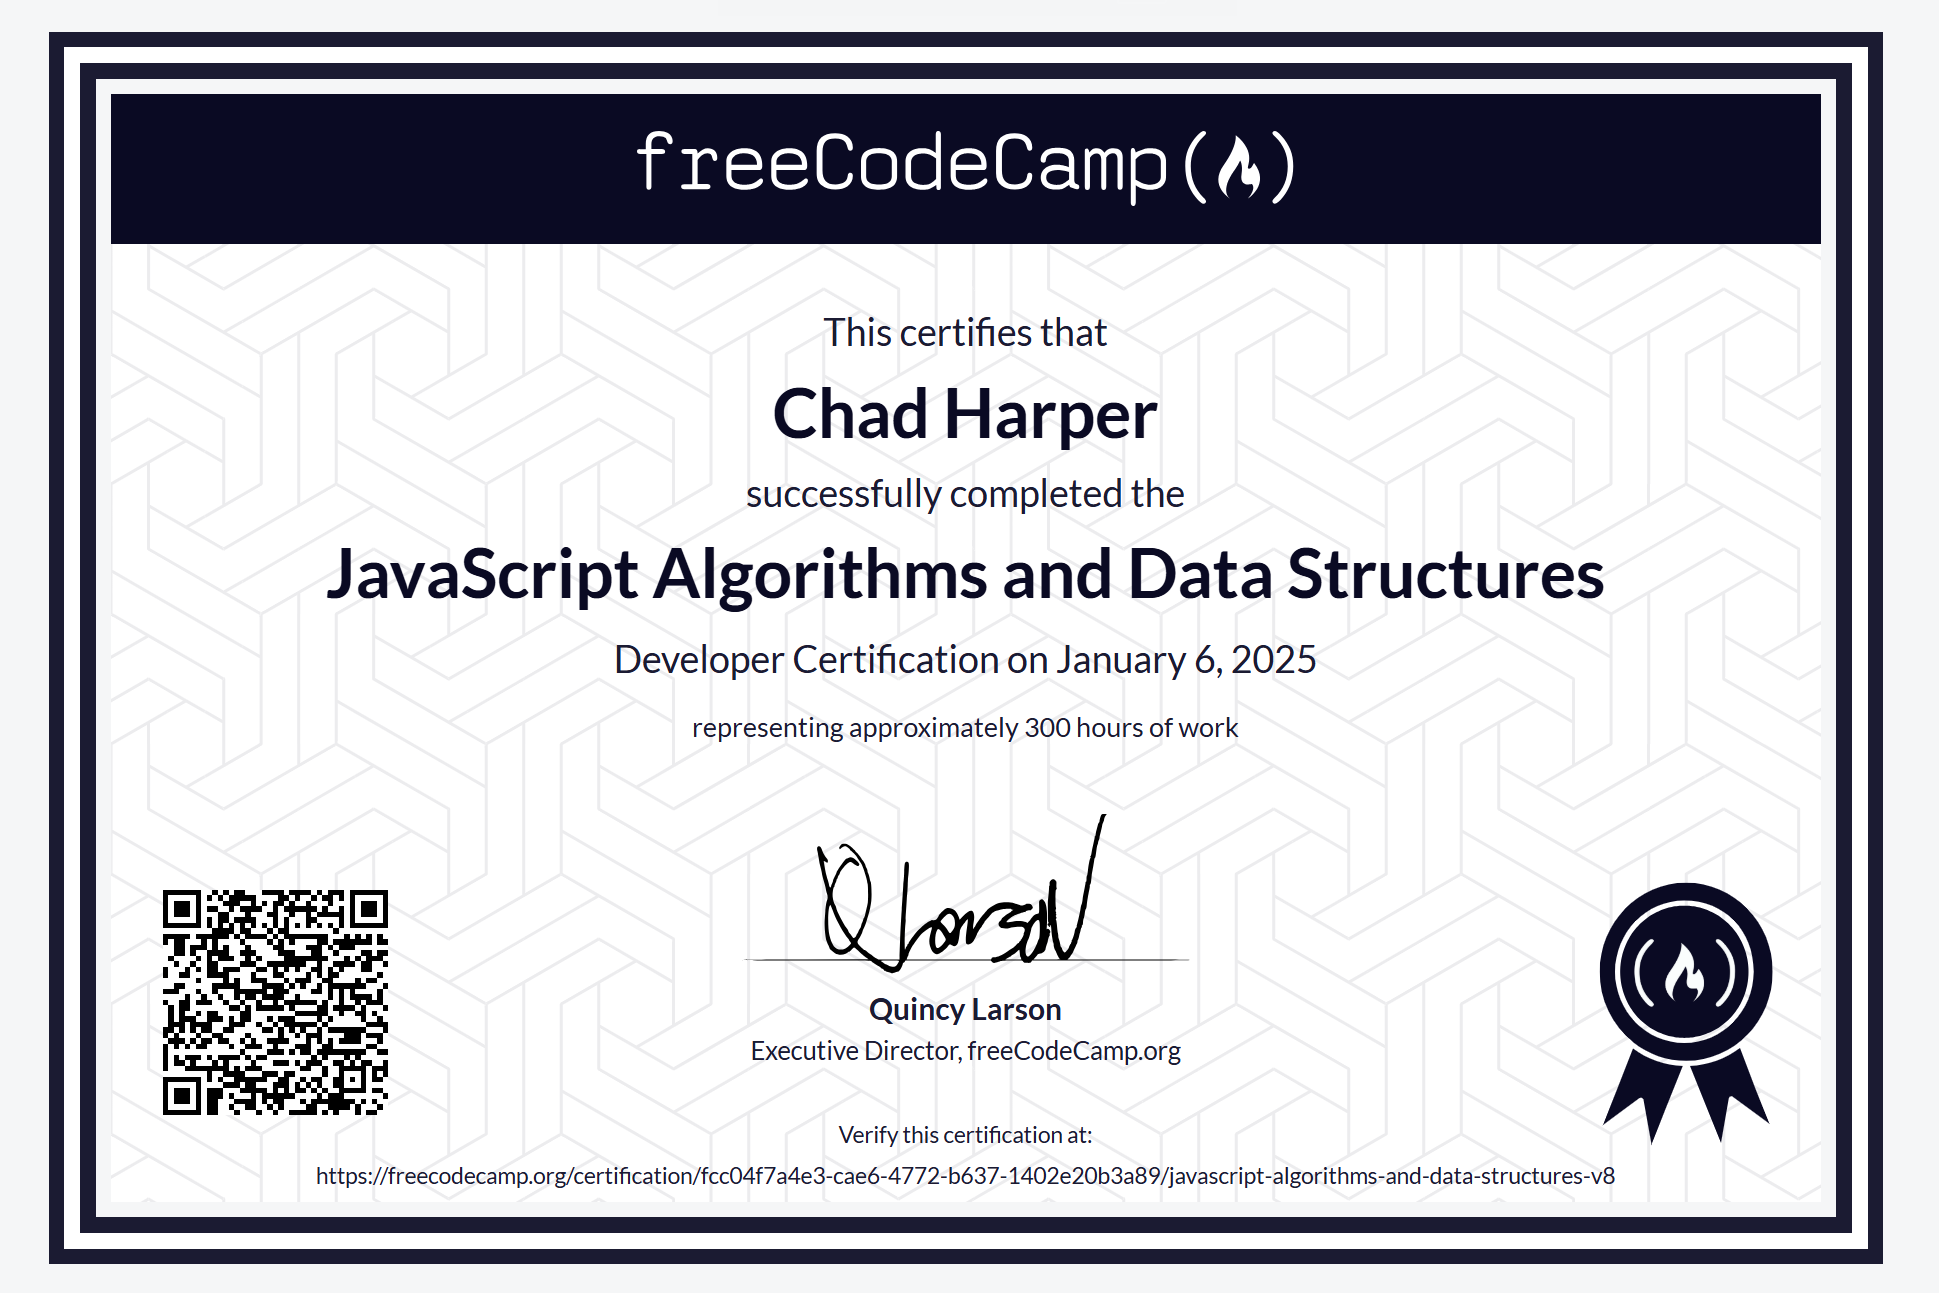 freeCodeCamp
This certifies that
Chad Harper
successfully completed the
JavaScript Algorithms and Data Structures
Developer Certification on January 6, 2025
representing approximately 300 hours of work
Quincy Larson
Executive Director, freeCodeCamp.org
Verify this certification at:
https://freecodecamp.org/certification/fcc04f7a4e3-cae6-4772-b637-1402e20b3a89/javascript-algorithms-and-data-structures-v8